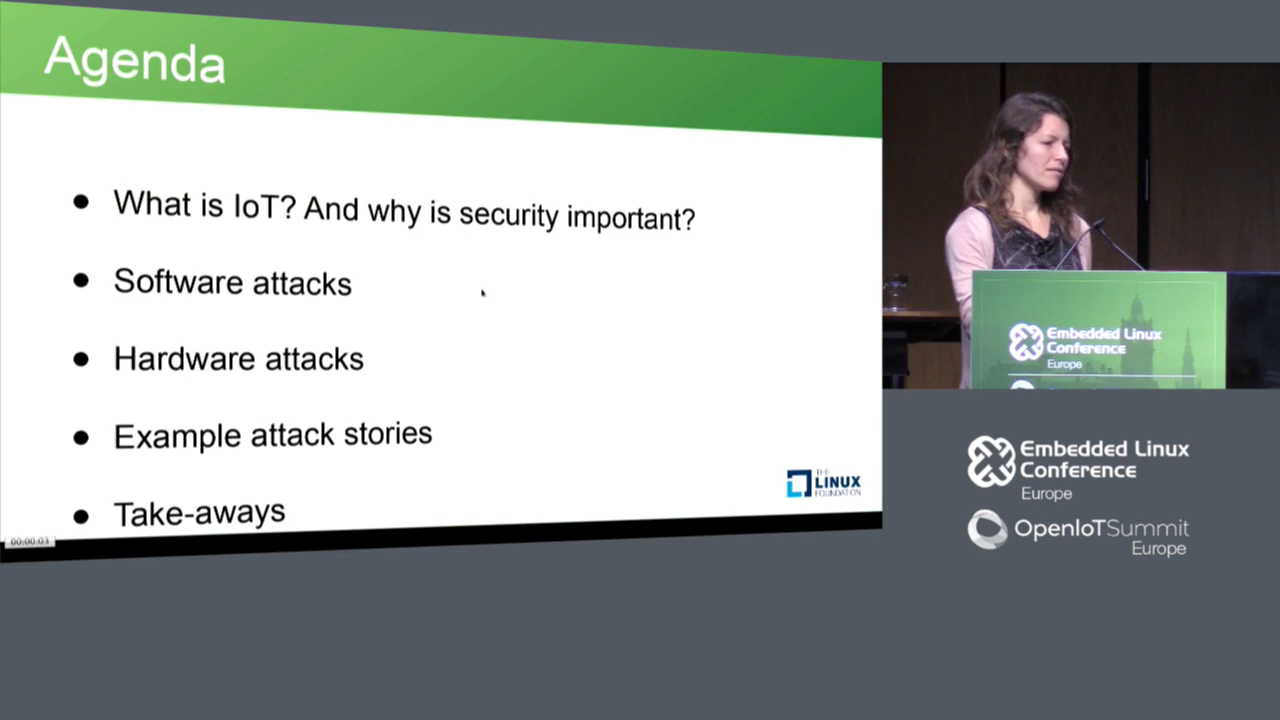 Agenda
What is IoT? And why is security important?
Software attacks
Hardware attacks
Example attack stories
Take-aways
THE
LINUX
FOUNDATION
00:00:03
Embedded Linux
Conference
Europe
Embedded Linux
Conference
Europe
OpenIoTSummit
Europe